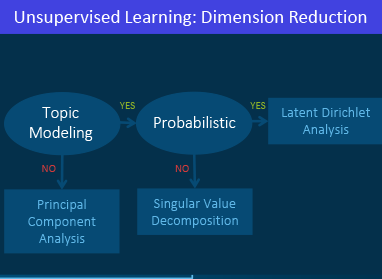 Unsupervised Learning: Dimension Reduction
Topic
Modeling
YES
Probabilistic
YES
Latent Dirichlet
Analysis
NO
NO
Principal
Component
Analysis
Singular Value
Decomposition